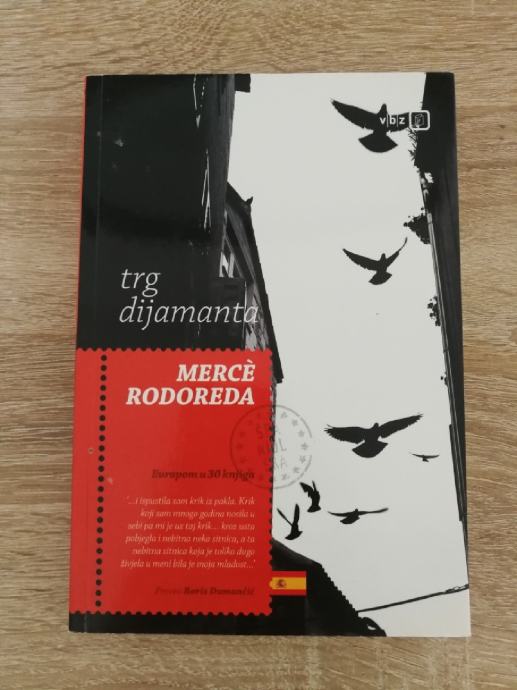 v|b|z
trg
dijamanta
MERCÈ
RODOREDA
Europom u 30 knjiga
'...i ispustila sam krik iz pakla. Krik
koji sam mnogo godina nosila u
sebi pa mi je uz taj krik... kroz usta
pobjegla i nebitna neka sitnica, a ta
nebitna sitnica koja je toliko dugo
živjela u meni bila je moja mladost...'
Boris Dumančić